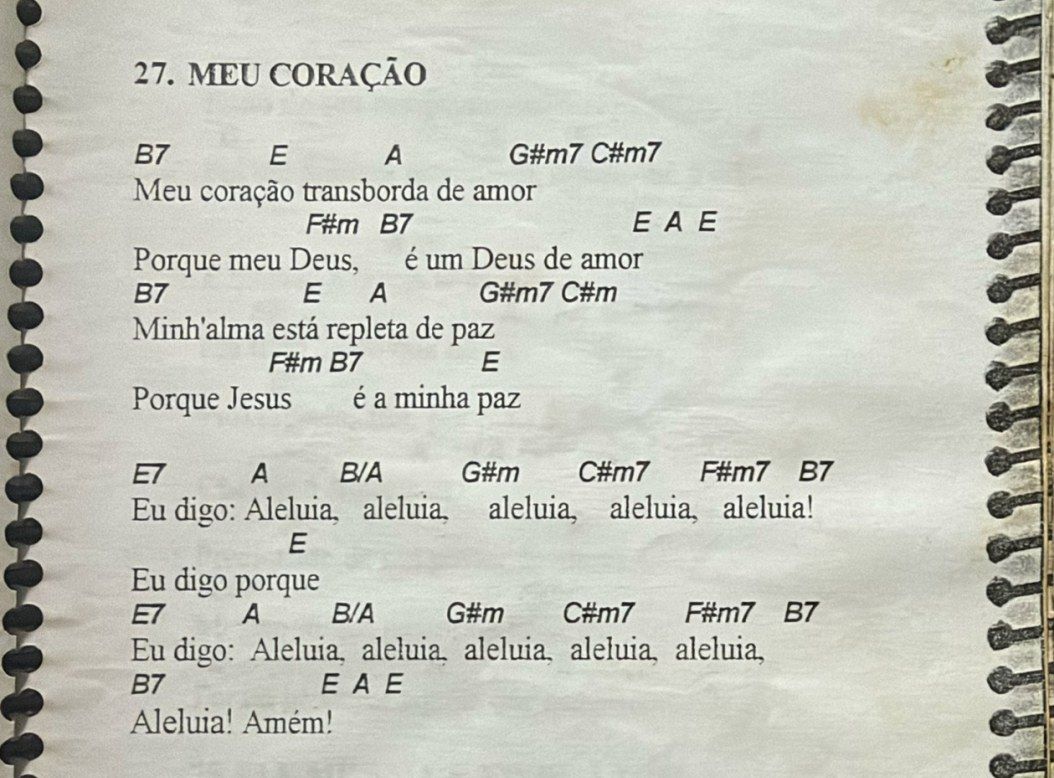 27. MEU CORAÇÃO
B7 E A G#m7 C#m7
Meu coração transborda de amor
F#m B7 E A E
Porque meu Deus, é um Deus de amor
B7 E A G#m7 C#m
Minh'alma está repleta de paz
F#m B7 E
Porque Jesus é a minha paz
E7 A B/A G#m C#m7 F#m7 B7
Eu digo: Aleluia, aleluia, aleluia, aleluia, aleluia!
E
Eu digo porque
E7 A B/A G#m C#m7 F#m7 B7
Eu digo: Aleluia, aleluia, aleluia, aleluia, aleluia,
B7 E A E
Aleluia! Amém!